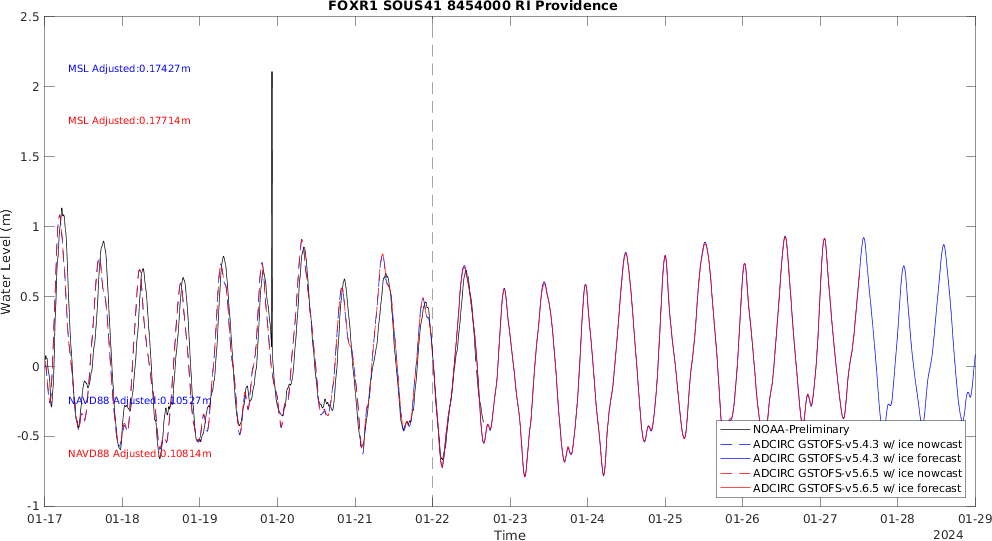 FOXR1 SOUS41 8454000 RI Providence
2.5
2
1.5
1
0.5
0
-0.5
-1
Water Level (m)
MSL Adjusted:0.17427m
MSL Adjusted:0.17714m
NAVD88 Adjusted:0.10527m
NAVD88 Adjusted:0.10814m
NOAA-Preliminary
ADCIRC GSTOFS-v5.4.3 w/ ice nowcast
ADCIRC GSTOFS-v5.4.3 w/ ice forecast
ADCIRC GSTOFS-v5.6.5 w/ ice nowcast
ADCIRC GSTOFS-v5.6.5 w/ ice forecast
01-17 01-18 01-19 01-20 01-21 01-22 01-23 01-24 01-25 01-26 01-27 01-28 01-29
Time
2024